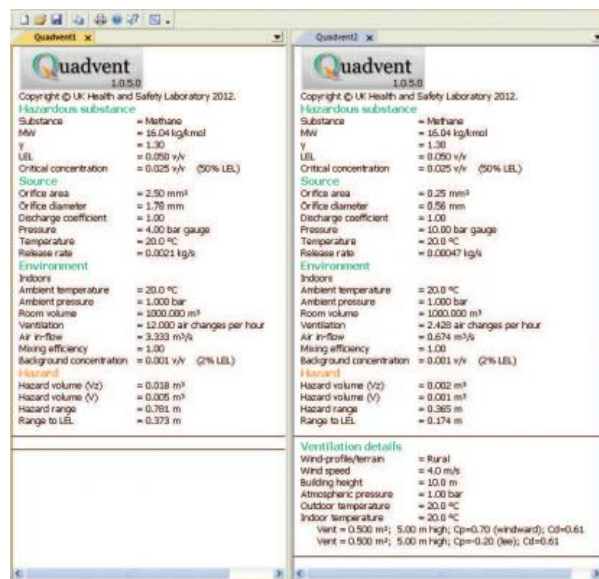 Quadvent1 x
Quadvent
1.0.5.0
Copyright © UK Health and Safety Laboratory 2012.
Hazardous substance
Substance = Methane
MW = 16.04 kg/kmol
γ = 1.30
LEL = 0.050 v/v
Critical concentration = 0.025 v/v (50% LEL)
Source
Orifice area = 2.50 mm²
Orifice diameter = 1.78 mm
Discharge coefficient = 1.00
Pressure = 4.00 bar gauge
Temperature = 20.0 ºC
Release rate = 0.0021 kg/s
Environment
Indoors
Ambient temperature = 20.0 ºC
Ambient pressure = 1.000 bar
Room volume = 1000.000 m³
Ventilation = 12.000 air changes per hour
Air in-flow = 3.333 m³/s
Mixing efficiency = 1.00
Background concentration = 0.001 v/v (2% LEL)
Hazard
Hazard volume (Vz) = 0.018 m³
Hazard volume (V) = 0.005 m³
Hazard range = 0.781 m
Range to LEL = 0.373 m
Quadvent2 x
Quadvent
1.0.5.0
Copyright © UK Health and Safety Laboratory 2012.
Hazardous substance
Substance = Methane
MW = 16.04 kg/kmol
γ = 1.30
LEL = 0.050 v/v
Critical concentration = 0.025 v/v (50% LEL)
Source
Orifice area = 0.25 mm²
Orifice diameter = 0.56 mm
Discharge coefficient = 1.00
Pressure = 10.00 bar gauge
Temperature = 20.0 ºC
Release rate = 0.00047 kg/s
Environment
Indoors
Ambient temperature = 20.0 ºC
Ambient pressure = 1.000 bar
Room volume = 1000.000 m³
Ventilation = 2.428 air changes per hour
Air in-flow = 0.674 m³/s
Mixing efficiency = 1.00
Background concentration = 0.001 v/v (2% LEL)
Hazard
Hazard volume (Vz) = 0.002 m³
Hazard volume (V) = 0.001 m³
Hazard range = 0.365 m
Range to LEL = 0.174 m
Ventilation details
Wind-profile/terrain = Rural
Wind speed = 4.0 m/s
Building height = 10.0 m
Atmospheric pressure = 1.00 bar
Outdoor temperature = 20.0 ºC
Indoor temperature = 20.0 ºC
Vent = 0.500 m²; 5.00 m high; Cp=0.70 (windward); Cd=0.61
Vent = 0.500 m²; 5.00 m high; Cp=-0.20 (lee); Cd=0.61